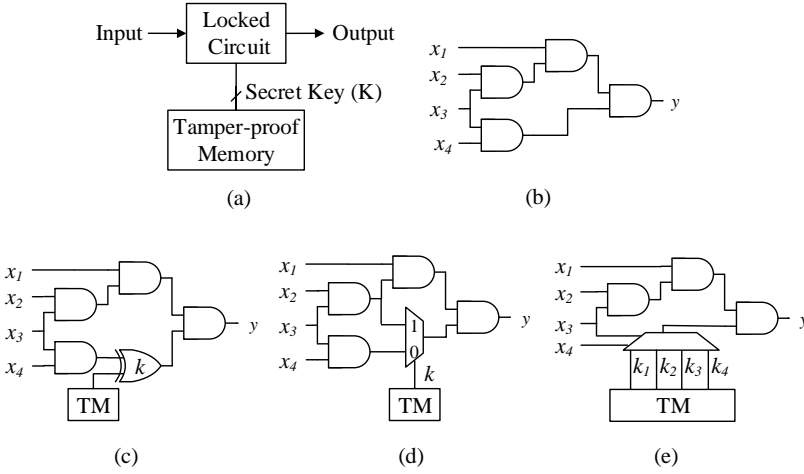 Input
Locked
Circuit
Output
Secret Key (K)
Tamper-proof
Memory
(a)
x1
x2
x3
x4
y
(b)
x1
x2
x3
x4
k
TM
y
(c)
x1
x2
x3
x4
1
0
k
TM
y
(d)
x1
x2
x3
x4
k1 k2 k3 k4
TM
y
(e)